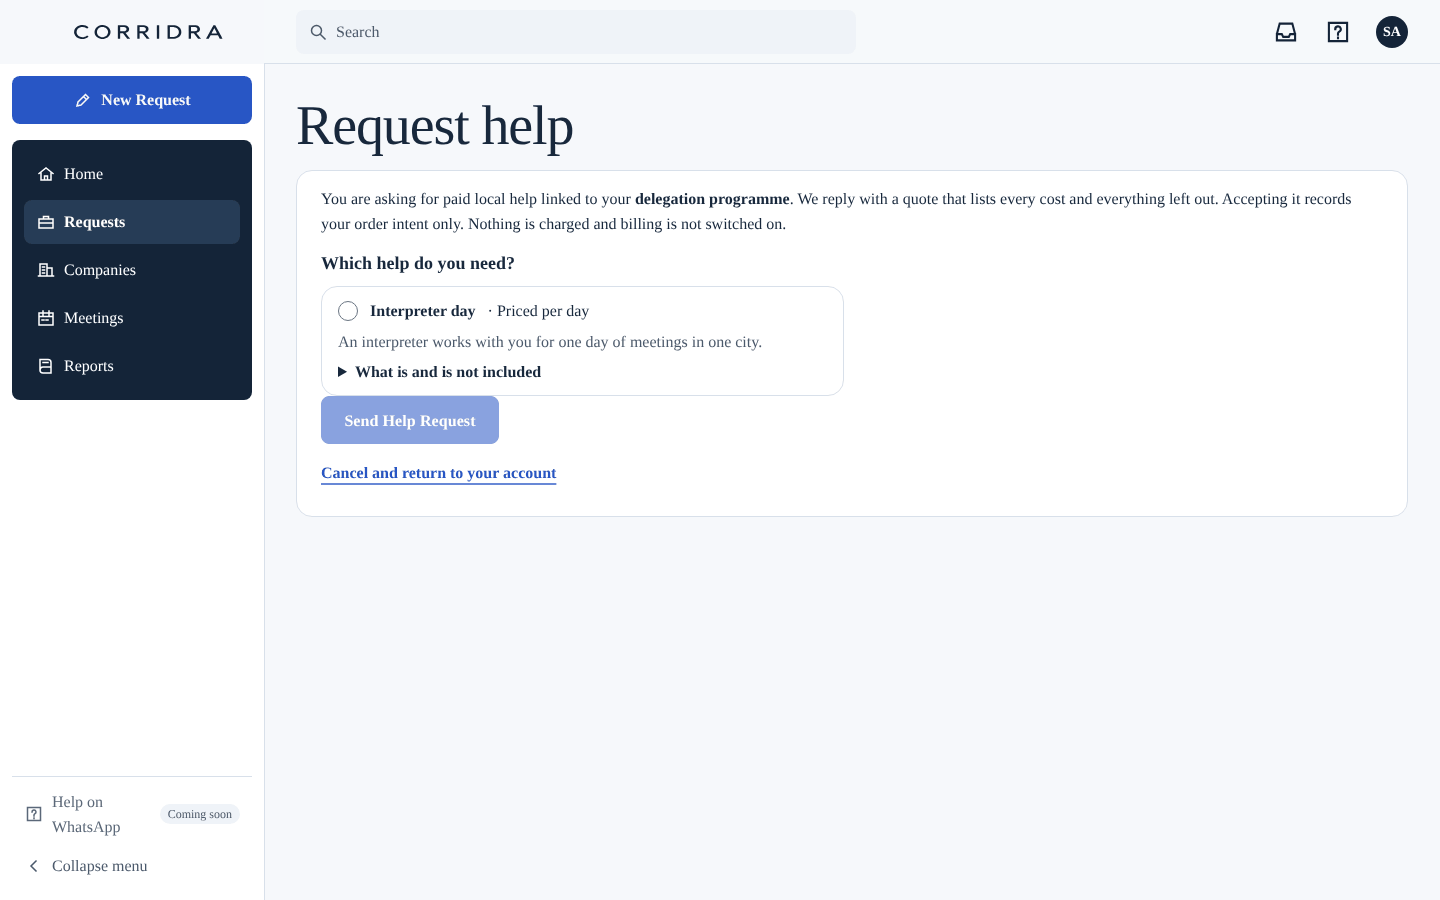 CORRIDRA
Search
SA
New Request
Home
Requests
Companies
Meetings
Reports
Help on
WhatsApp
Coming soon
Collapse menu
Request help
You are asking for paid local help linked to your delegation programme. We reply with a quote that lists every cost and everything left out. Accepting it records
your order intent only. Nothing is charged and billing is not switched on.
Which help do you need?
Interpreter day · Priced per day
An interpreter works with you for one day of meetings in one city.
What is and is not included
Send Help Request
Cancel and return to your account